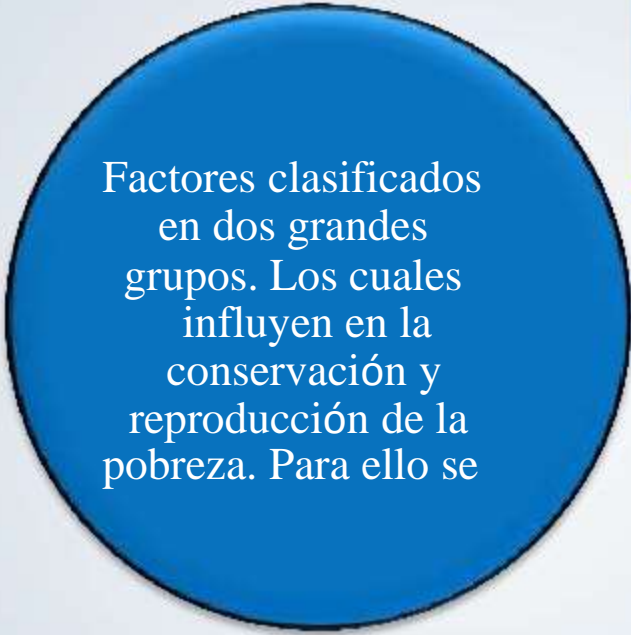 Factores clasificados
en dos grandes
grupos. Los cuales
influyen en la
conservación y
reproducción de la
pobreza. Para ello se